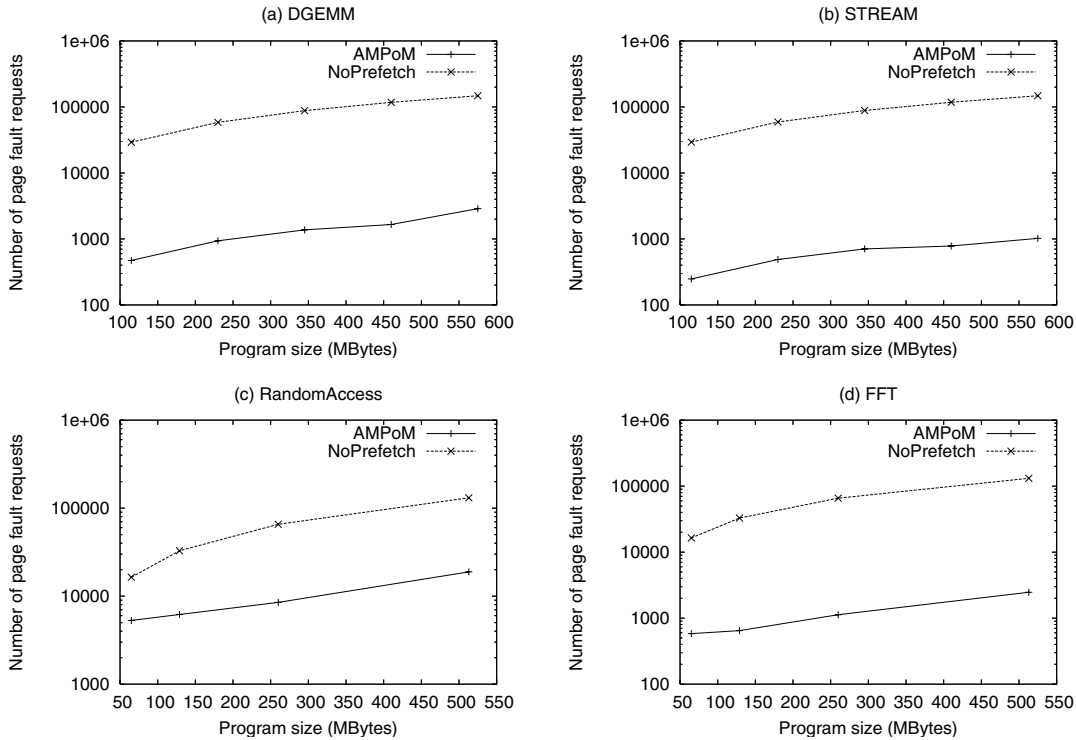 (a) DGEMM
Number of page fault requests
1e+06
100000
10000
1000
100
AMPoM
NoPrefetch
100 150 200 250 300 350 400 450 500 550 600
Program size (MBytes)
(b) STREAM
Number of page fault requests
1e+06
100000
10000
1000
100
AMPoM
NoPrefetch
100 150 200 250 300 350 400 450 500 550 600
Program size (MBytes)
(c) RandomAccess
Number of page fault requests
1e+06
100000
10000
1000
AMPoM
NoPrefetch
50 100 150 200 250 300 350 400 450 500 550
Program size (MBytes)
(d) FFT
Number of page fault requests
1e+06
100000
10000
1000
100
AMPoM
NoPrefetch
50 100 150 200 250 300 350 400 450 500 550
Program size (MBytes)